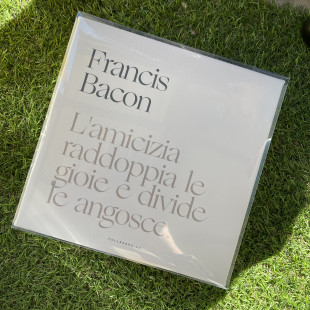 Francis
Bacon
L'amicizia
raddoppia le
gioie e divide
le angosce